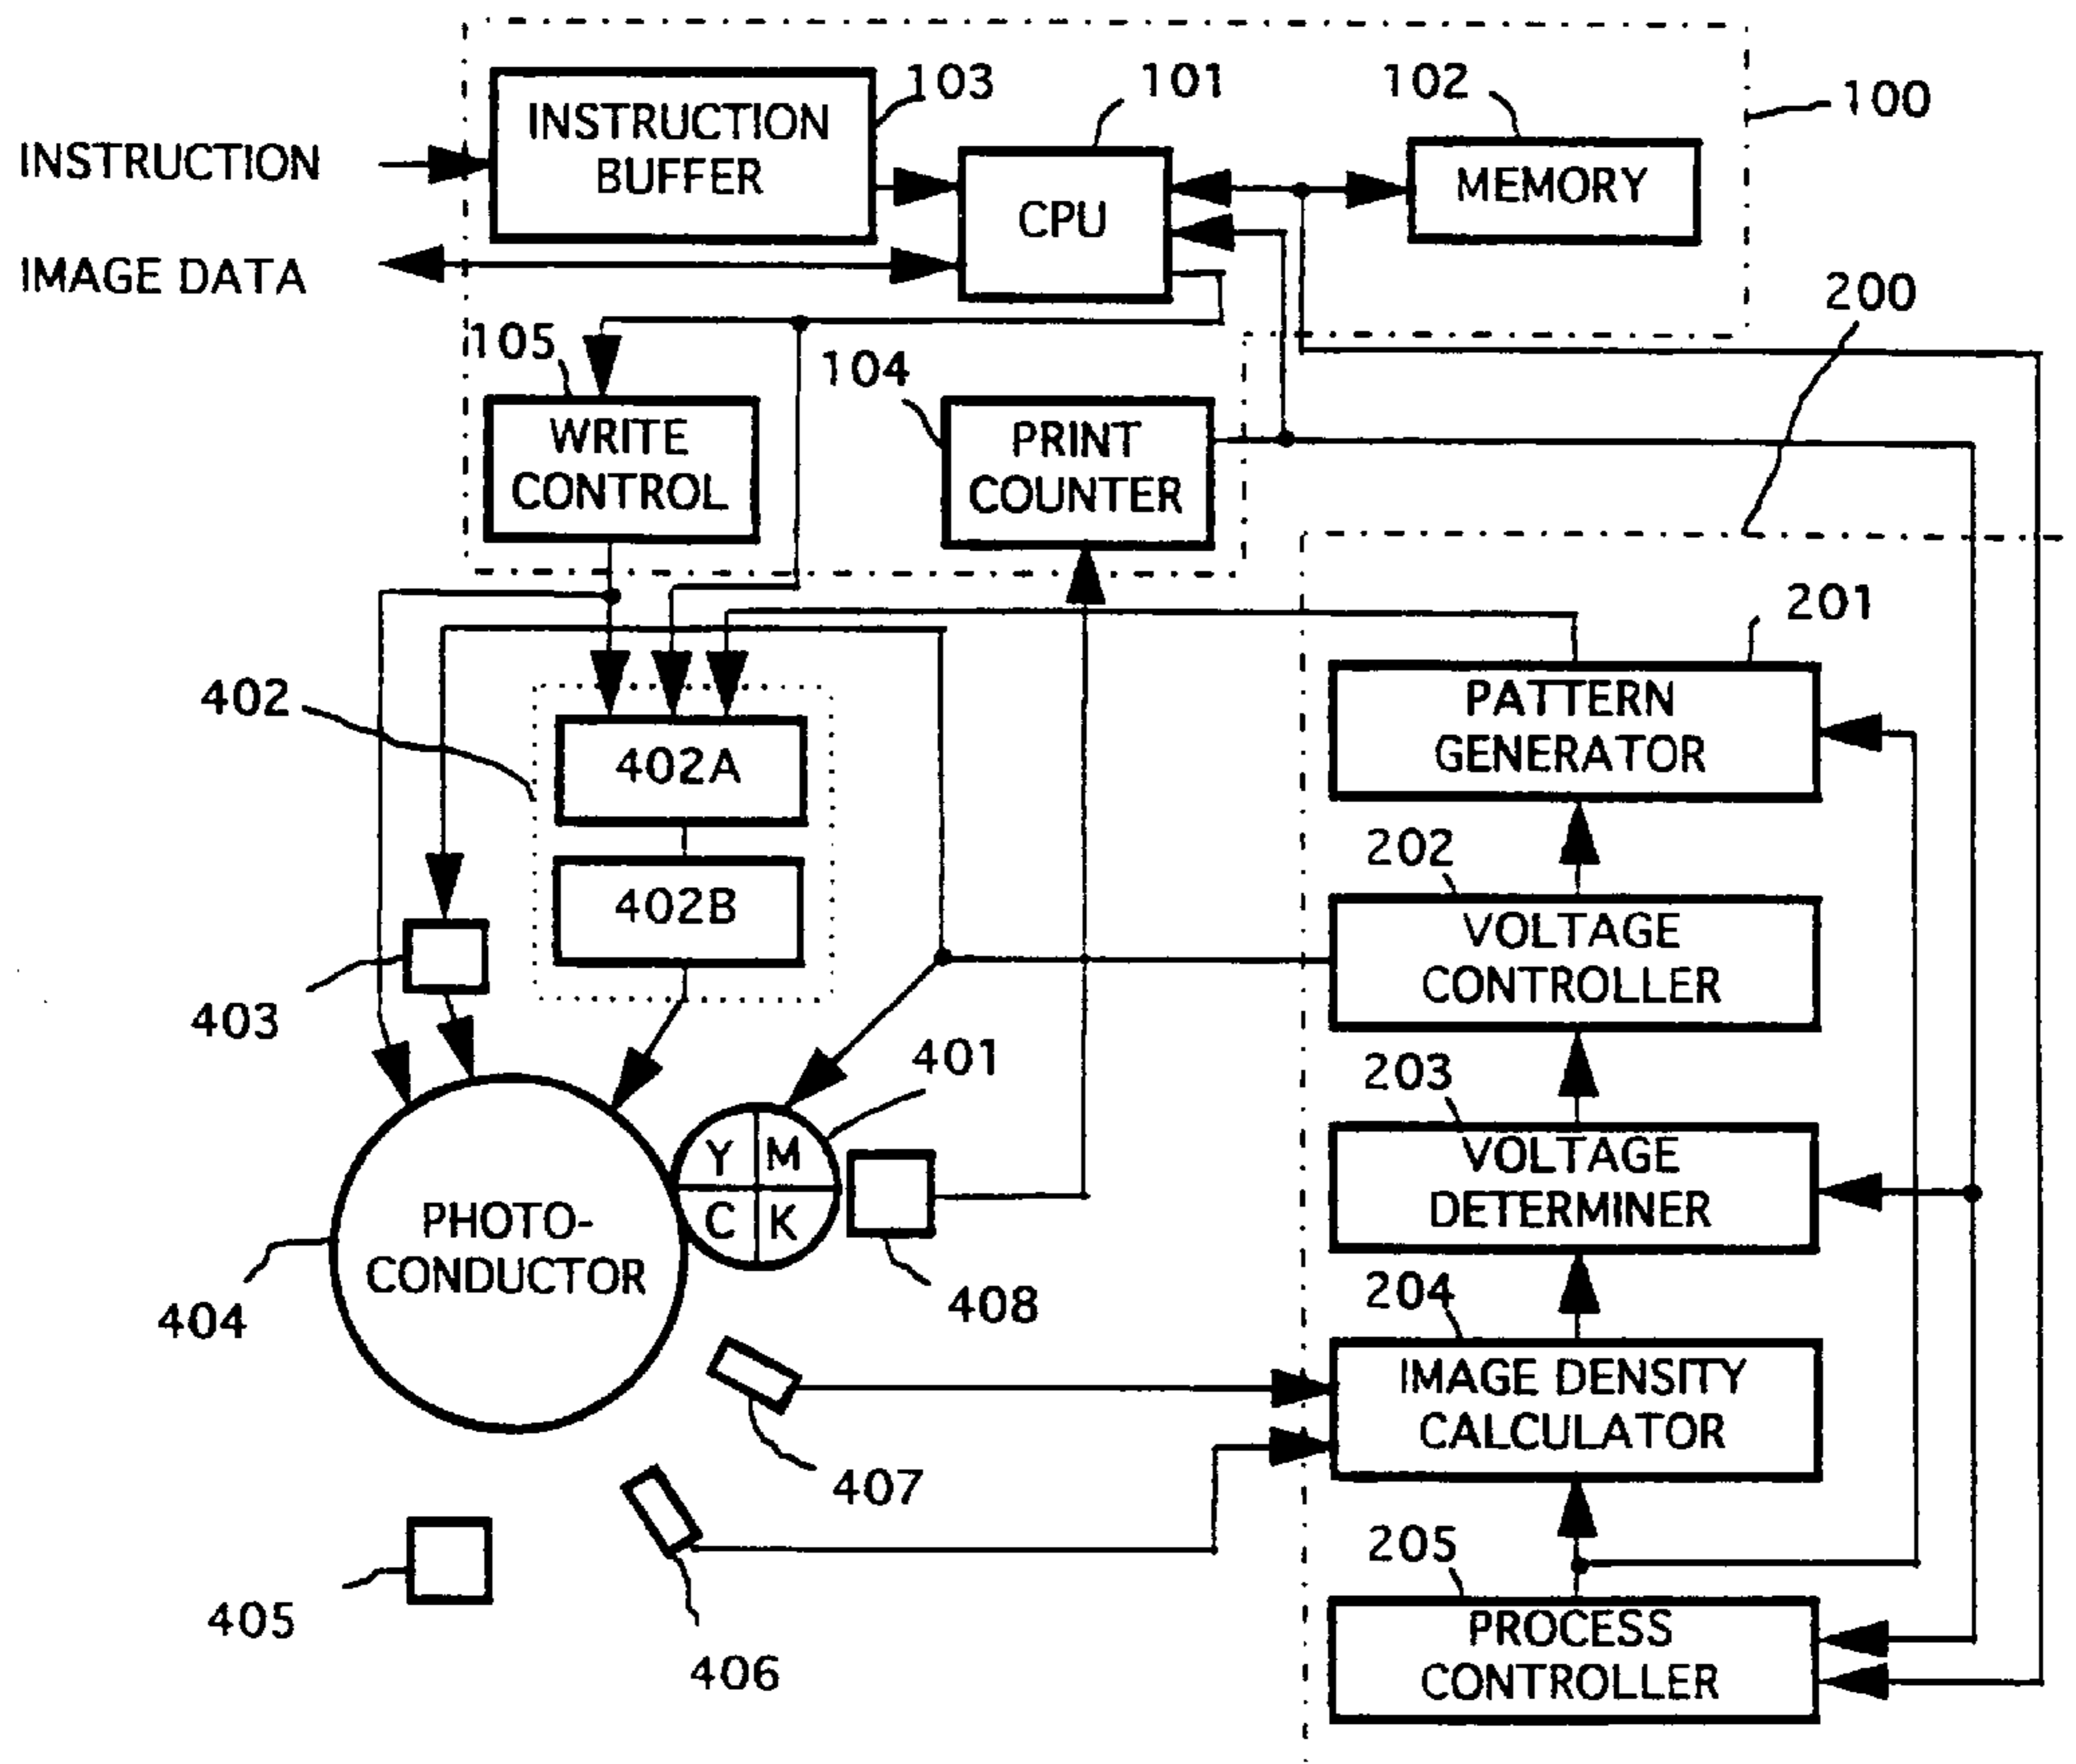 103
101
102
100
INSTRUCTION
BUFFER
INSTRUCTION
MEMORY
CPU
IMAGE DATA
200
105
104
WRITE
CONTROL
PRINT
COUNTER
201
402
PATTERN
GENERATOR
402A
202
402B
VOLTAGE
CONTROLLER
403
401
203
Y M
C K
VOLTAGE
DETERMINER
PHOTO-
CONDUCTOR
404
408
204
IMAGE DENSITY
CALCULATOR
407
205
405
406
PROCESS
CONTROLLER